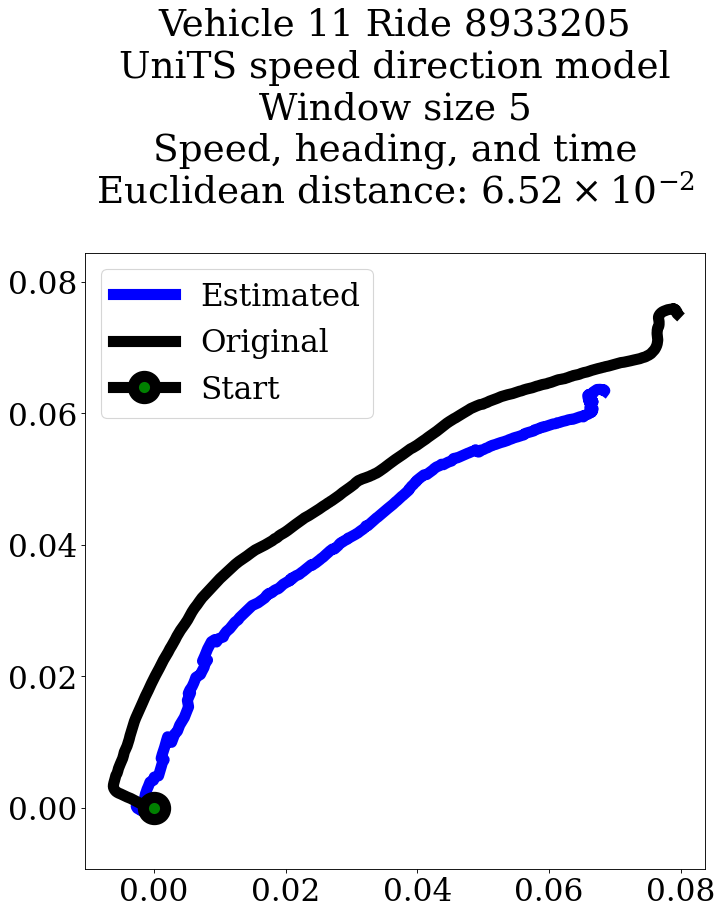 Vehicle 11 Ride 8933205
UniTS speed direction model
Window size 5
Speed, heading, and time
Euclidean distance: 6.52 × 10⁻²
Estimated
Original
Start
0.08
0.06
0.04
0.02
0.00
0.00 0.02 0.04 0.06 0.08